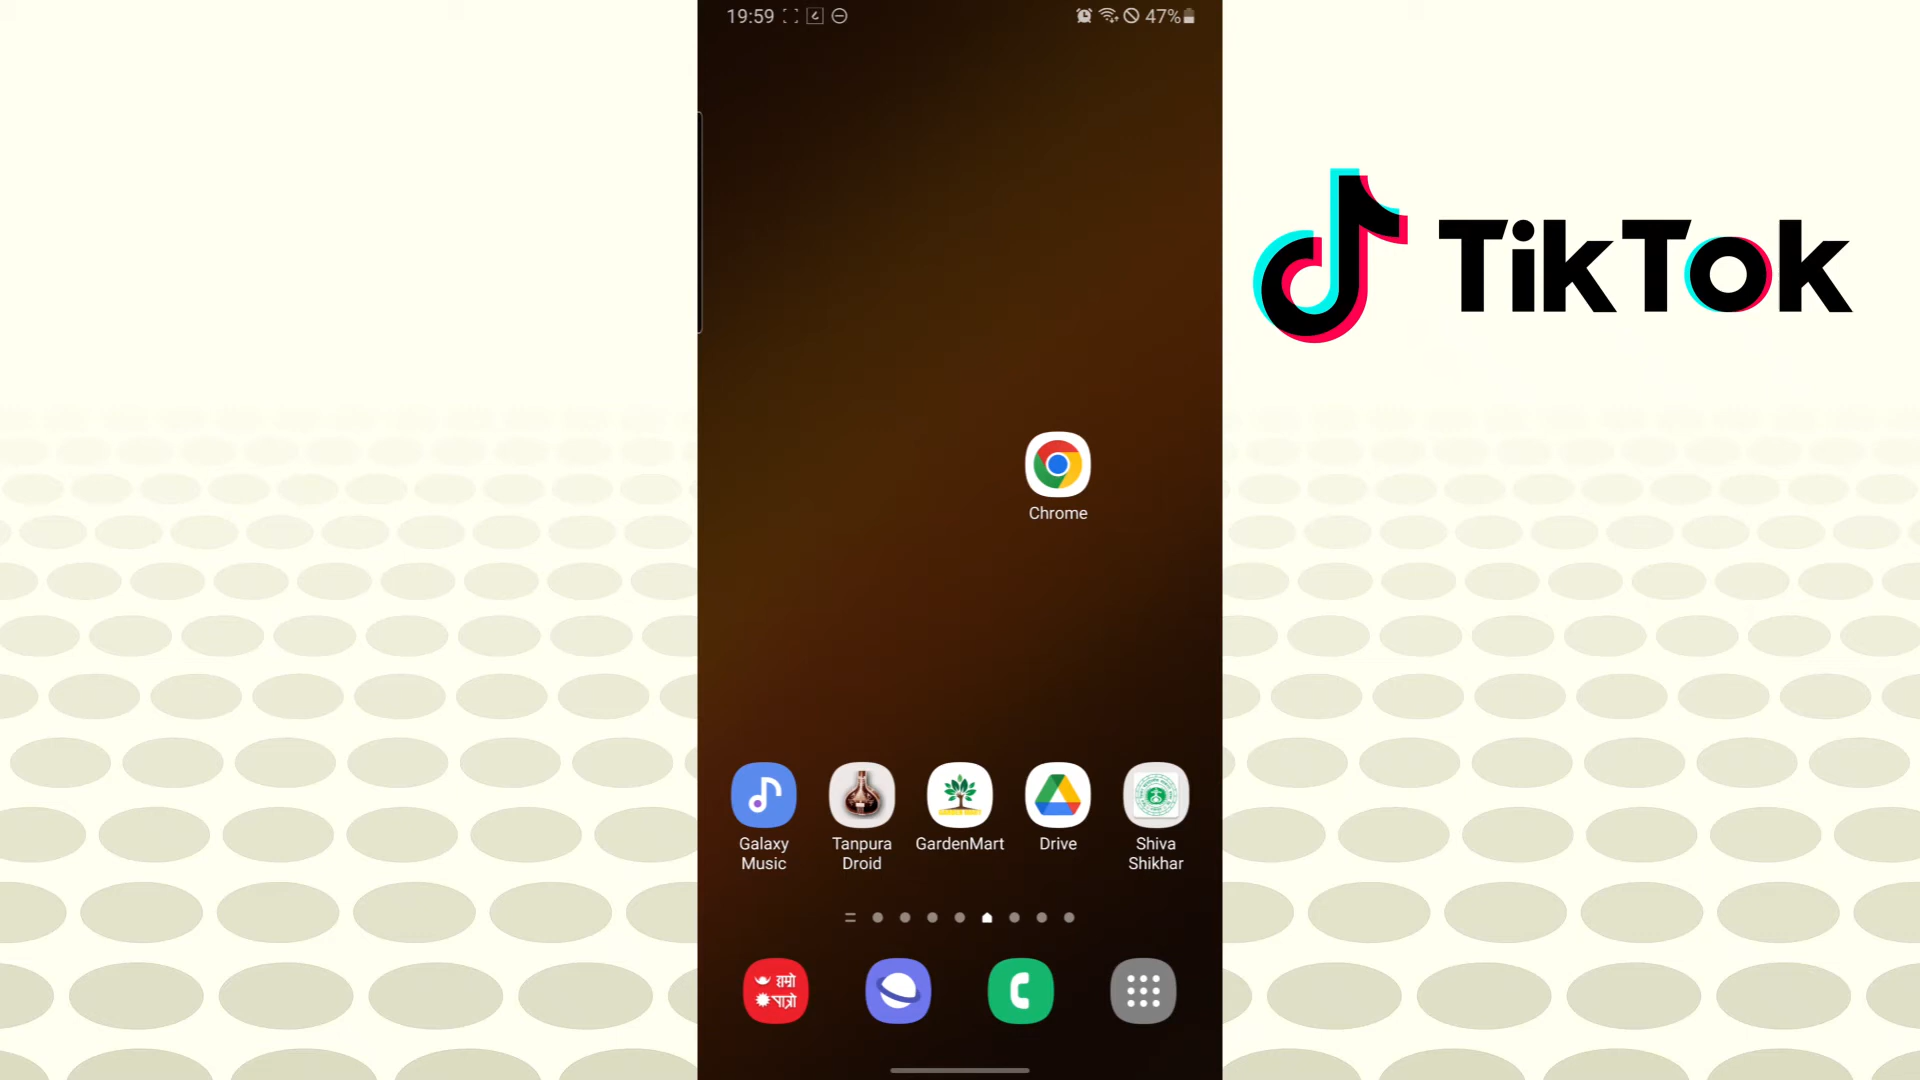 19:59
47%
TikTok
Chrome
Galaxy
Music
Tanpura
Droid
GardenMart
Drive
Shiva
Shikhar
हाम्रो
पात्रो